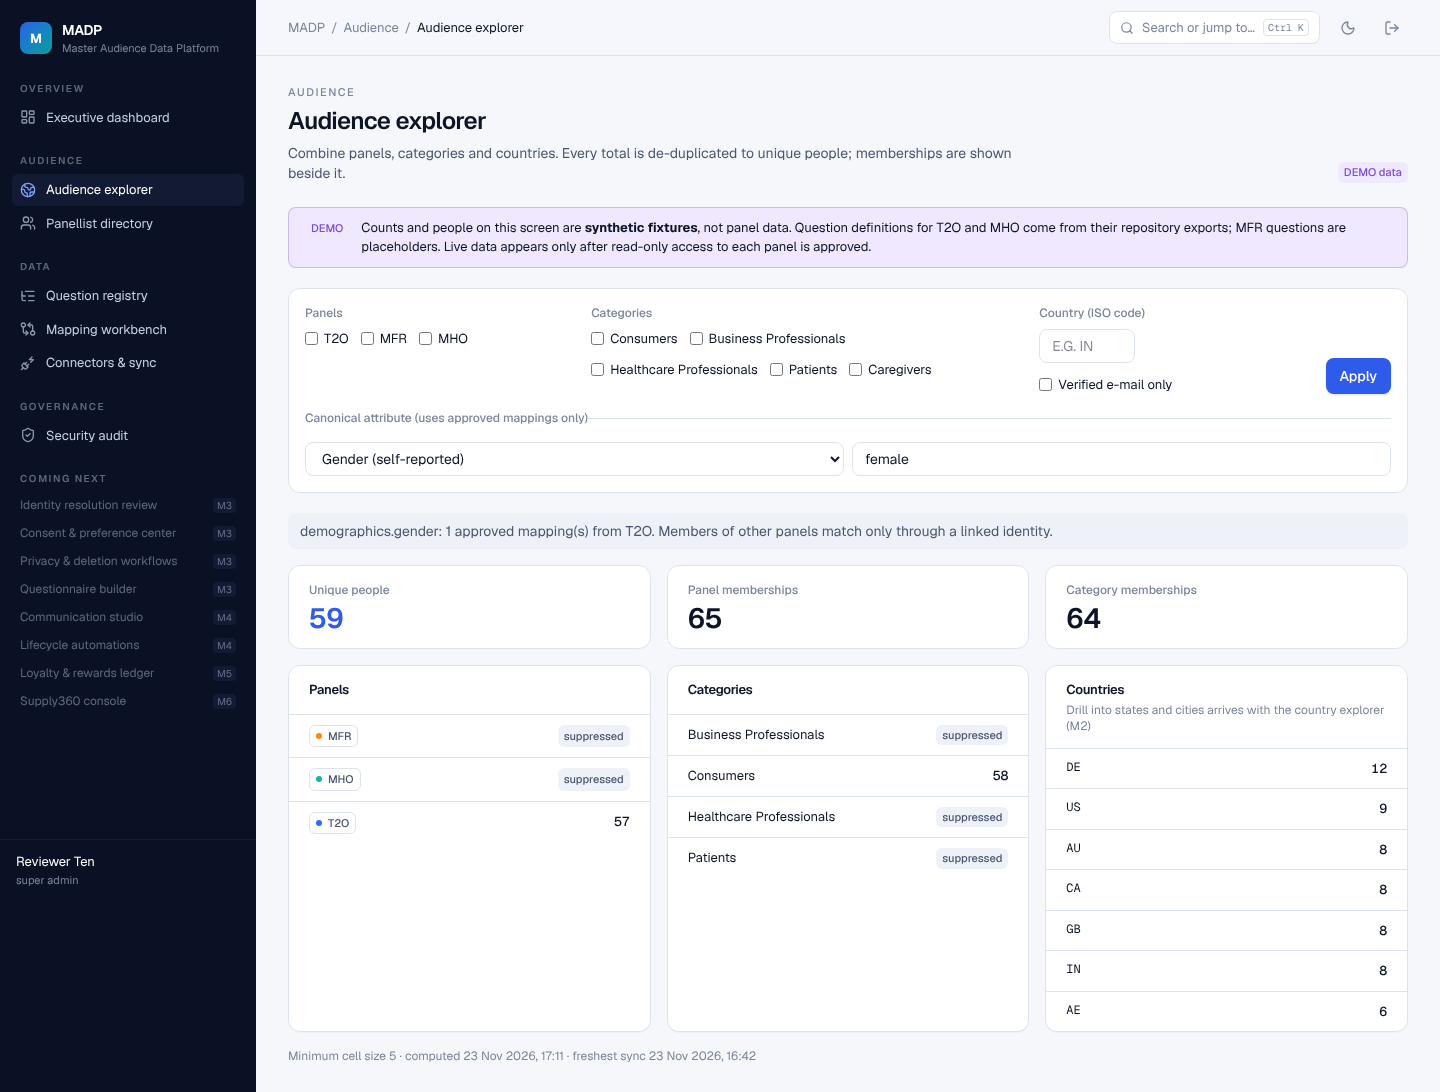 M
MADP
Master Audience Data Platform
OVERVIEW
Executive dashboard
AUDIENCE
Audience explorer
Panellist directory
DATA
Question registry
Mapping workbench
Connectors & sync
GOVERNANCE
Security audit
COMING NEXT
Identity resolution review M3
Consent & preference center M3
Privacy & deletion workflows M3
Questionnaire builder M3
Communication studio M4
Lifecycle automations M4
Loyalty & rewards ledger M5
Supply360 console M6
Reviewer Ten
super admin
MADP / Audience / Audience explorer
Search or jump to… Ctrl K
AUDIENCE
Audience explorer
Combine panels, categories and countries. Every total is de-duplicated to unique people; memberships are shown
beside it.
DEMO data
DEMO Counts and people on this screen are synthetic fixtures, not panel data. Question definitions for T2O and MHO come from their repository exports; MFR questions are
placeholders. Live data appears only after read-only access to each panel is approved.
Panels
T2O MFR MHO
Categories
Consumers Business Professionals
Healthcare Professionals Patients Caregivers
Country (ISO code)
E.G. IN
Verified e-mail only
Apply
Canonical attribute (uses approved mappings only)
Gender (self-reported) female
demographics.gender: 1 approved mapping(s) from T2O. Members of other panels match only through a linked identity.
Unique people
59
Panel memberships
65
Category memberships
64
Panels
MFR suppressed
MHO suppressed
T2O 57
Categories
Business Professionals suppressed
Consumers 58
Healthcare Professionals suppressed
Patients suppressed
Countries
Drill into states and cities arrives with the country explorer
(M2)
DE 12
US 9
AU 8
CA 8
GB 8
IN 8
AE 6
Minimum cell size 5 · computed 23 Nov 2026, 17:11 · freshest sync 23 Nov 2026, 16:42